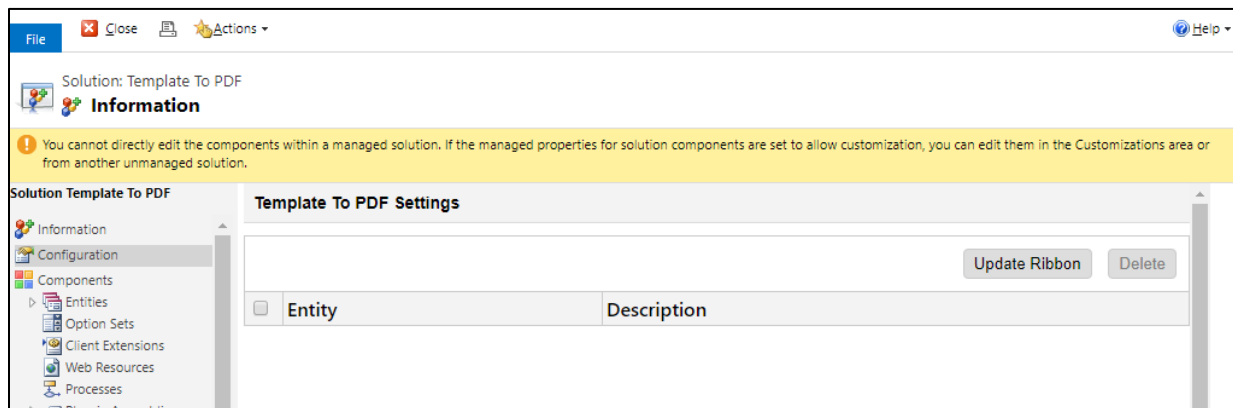 File
Close
Actions
Help
Solution: Template To PDF
Information
You cannot directly edit the components within a managed solution. If the managed properties for solution components are set to allow customization, you can edit them in the Customizations area or
from another unmanaged solution.
Solution Template To PDF
Information
Configuration
Components
Entities
Option Sets
Client Extensions
Web Resources
Processes
Template To PDF Settings
Update Ribbon
Delete
Entity
Description